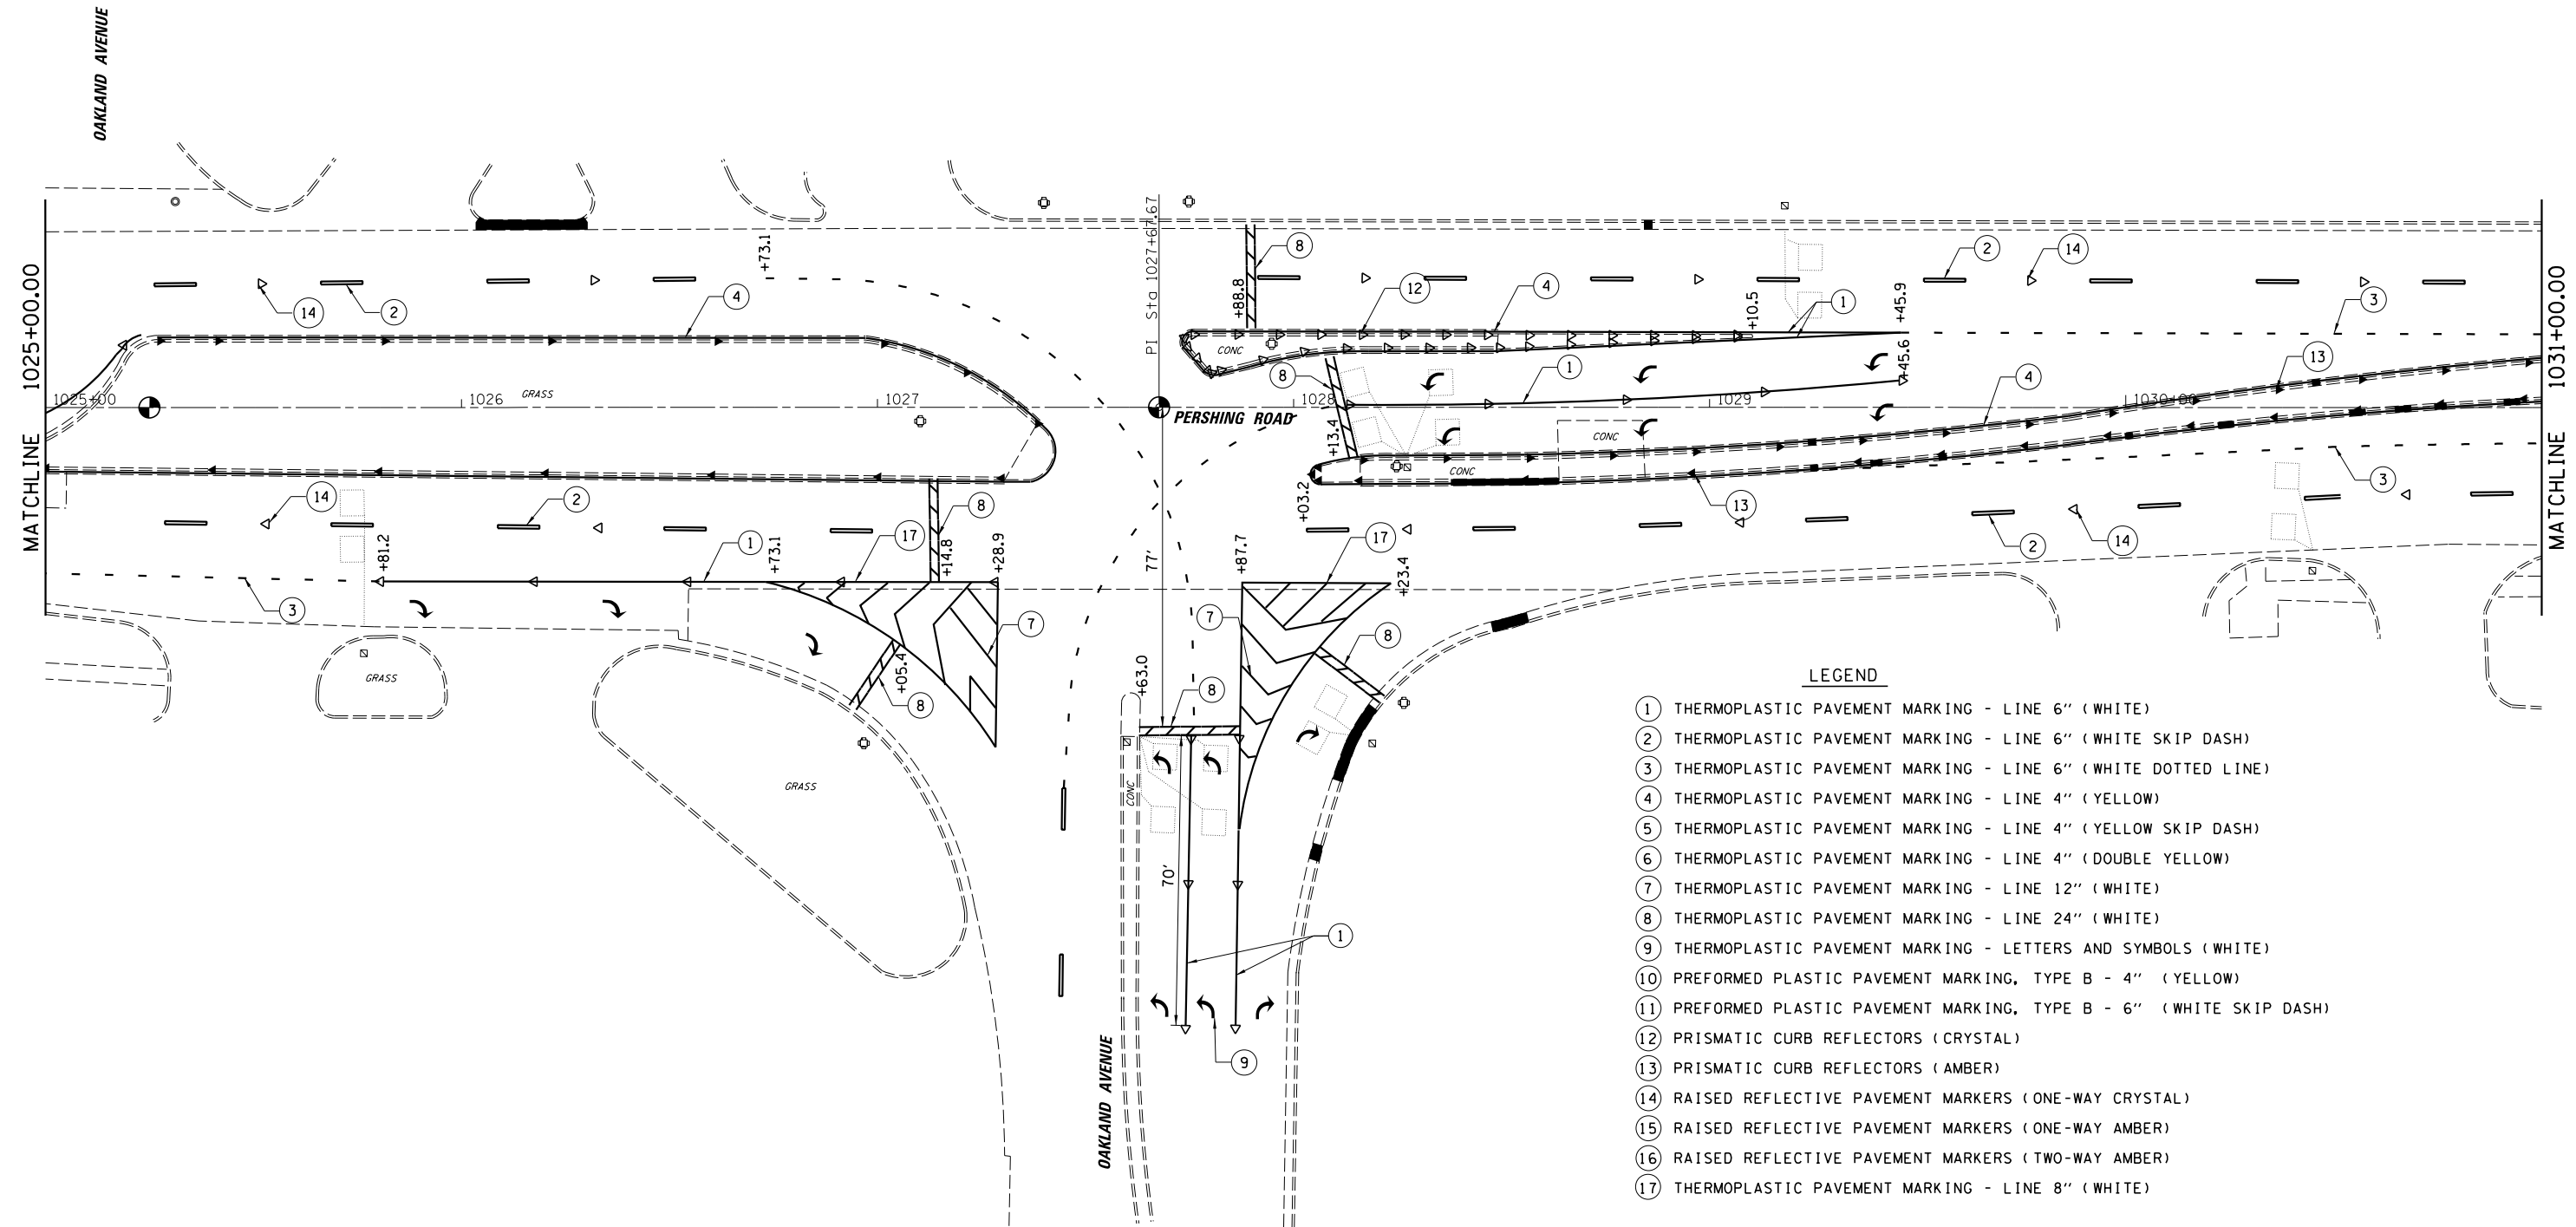 OAKLAND AVENUE
MATCHLINE 1025+00.00
1025+00
1026
1027
PI Sta 1027+67.67
1028
1029
1030+00
MATCHLINE 1031+00.00
+73.1
14
2
4
GRASS
+88.8
8
12
4
CONC
+10.5
1
+45.9
2
14
3
13
+45.6
8
1
4
PERSHING ROAD
+13.4
CONC
CONC
+03.2
13
3
14
2
8
17
1
+81.2
+73.1
+14.8
+28.9
77'
+87.7
17
+23.4
2
14
3
7
7
8
GRASS
+05.4
8
+63.0
8
GRASS
CONC
70'
1
9
OAKLAND AVENUE
LEGEND
1 THERMOPLASTIC PAVEMENT MARKING - LINE 6" (WHITE)
2 THERMOPLASTIC PAVEMENT MARKING - LINE 6" (WHITE SKIP DASH)
3 THERMOPLASTIC PAVEMENT MARKING - LINE 6" (WHITE DOTTED LINE)
4 THERMOPLASTIC PAVEMENT MARKING - LINE 4" (YELLOW)
5 THERMOPLASTIC PAVEMENT MARKING - LINE 4" (YELLOW SKIP DASH)
6 THERMOPLASTIC PAVEMENT MARKING - LINE 4" (DOUBLE YELLOW)
7 THERMOPLASTIC PAVEMENT MARKING - LINE 12" (WHITE)
8 THERMOPLASTIC PAVEMENT MARKING - LINE 24" (WHITE)
9 THERMOPLASTIC PAVEMENT MARKING - LETTERS AND SYMBOLS (WHITE)
10 PREFORMED PLASTIC PAVEMENT MARKING, TYPE B - 4" (YELLOW)
11 PREFORMED PLASTIC PAVEMENT MARKING, TYPE B - 6" (WHITE SKIP DASH)
12 PRISMATIC CURB REFLECTORS (CRYSTAL)
13 PRISMATIC CURB REFLECTORS (AMBER)
14 RAISED REFLECTIVE PAVEMENT MARKERS (ONE-WAY CRYSTAL)
15 RAISED REFLECTIVE PAVEMENT MARKERS (ONE-WAY AMBER)
16 RAISED REFLECTIVE PAVEMENT MARKERS (TWO-WAY AMBER)
17 THERMOPLASTIC PAVEMENT MARKING - LINE 8" (WHITE)